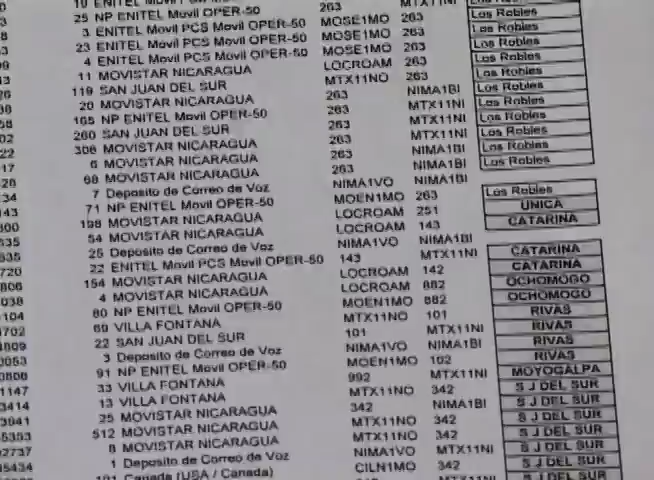 19 ENITEL Movil
25 NP ENITEL Movil OPER-50 263 MTX11NI Los Robles
3 ENITEL Movil PCS Movil OPER-50 MOSE1MO 263 Los Robles
23 ENITEL Movil PCS Movil OPER-50 MOSE1MO 263 Los Robles
4 ENITEL Movil PCS Movil OPER-50 MOSE1MO 263 Los Robles
11 MOVISTAR NICARAGUA LOCROAM 263 Los Robles
119 SAN JUAN DEL SUR MTX11NO 263 Los Robles
20 MOVISTAR NICARAGUA 263 NIMA1BI Los Robles
165 NP ENITEL Movil OPER-50 263 MTX11NI Los Robles
260 SAN JUAN DEL SUR 263 MTX11NI Los Robles
306 MOVISTAR NICARAGUA 263 MTX11NI Los Robles
6 MOVISTAR NICARAGUA 263 NIMA1BI Los Robles
68 MOVISTAR NICARAGUA 263 NIMA1BI
7 Deposito de Correo de Voz NIMA1VO NIMA1BI
71 NP ENITEL Movil OPER-50 MOEN1MO 263 Los Robles
198 MOVISTAR NICARAGUA LOCROAM 251 UNICA
54 MOVISTAR NICARAGUA LOCROAM 143 CATARINA
25 Deposito de Correo de Voz NIMA1VO NIMA1BI
22 ENITEL Movil PCS Movil OPER-50 143 MTX11NI CATARINA
154 MOVISTAR NICARAGUA LOCROAM 142 CATARINA
4 MOVISTAR NICARAGUA LOCROAM 882 OCHOMOGO
80 NP ENITEL Movil OPER-50 MOEN1MO 882 OCHOMOGO
69 VILLA FONTANA MTX11NO 101 RIVAS
22 SAN JUAN DEL SUR 101 MTX11NI RIVAS
3 Deposito de Correo de Voz NIMA1VO NIMA1BI RIVAS
91 NP ENITEL Movil OPER-50 MOEN1MO 102 RIVAS
33 VILLA FONTANA 992 MTX11NI MOYOGALPA
13 VILLA FONTANA MTX11NO 342 S J DEL SUR
25 MOVISTAR NICARAGUA 342 NIMA1BI S J DEL SUR
512 MOVISTAR NICARAGUA MTX11NO 342 S J DEL SUR
8 MOVISTAR NICARAGUA MTX11NO 342 S J DEL SUR
1 Deposito de Correo de Voz NIMA1VO MTX11NI S J DEL SUR
101 Canada (USA / Canada) CILN1MO 342 S J DEL SUR
MTX11NI S J DEL SUR